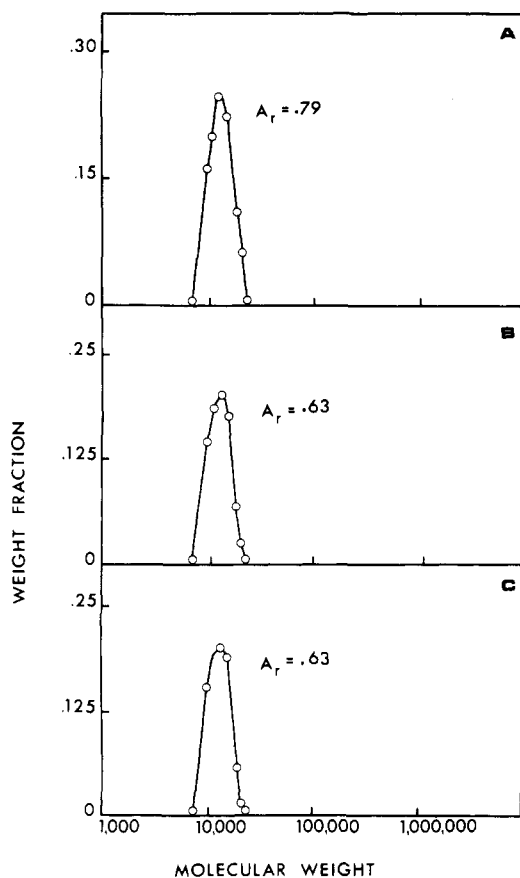 A
.30
A_r = .79
.15
0
B
.25
A_r = .63
.125
0
C
.25
A_r = .63
.125
0
1,000 10,000 100,000 1,000,000
WEIGHT FRACTION
MOLECULAR WEIGHT